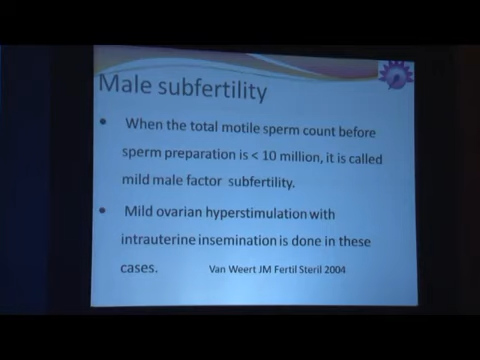 Male subfertility
• When the total motile sperm count before
sperm preparation is < 10 million, it is called
mild male factor subfertility.
• Mild ovarian hyperstimulation with
intrauterine insemination is done in these
cases. Van Weert JM Fertil Steril 2004